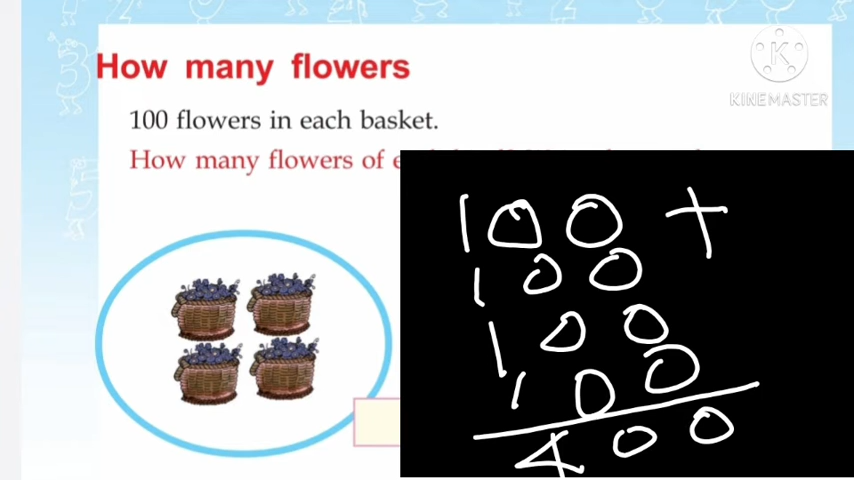 How many flowers
KINEMASTER
100 flowers in each basket.
How many flowers of
100 +
100
100
100
400